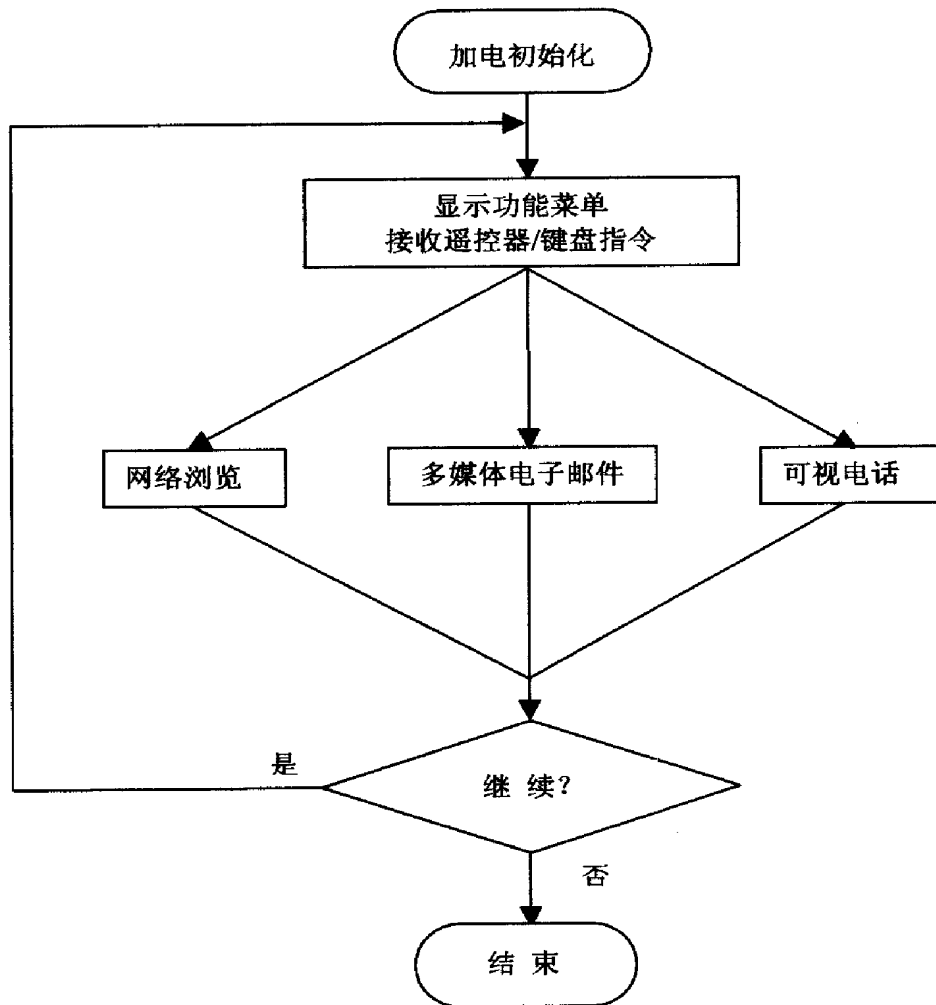 加电初始化
显示功能菜单
接收遥控器/键盘指令
网络浏览
多媒体电子邮件
可视电话
是
继 续?
否
结 束